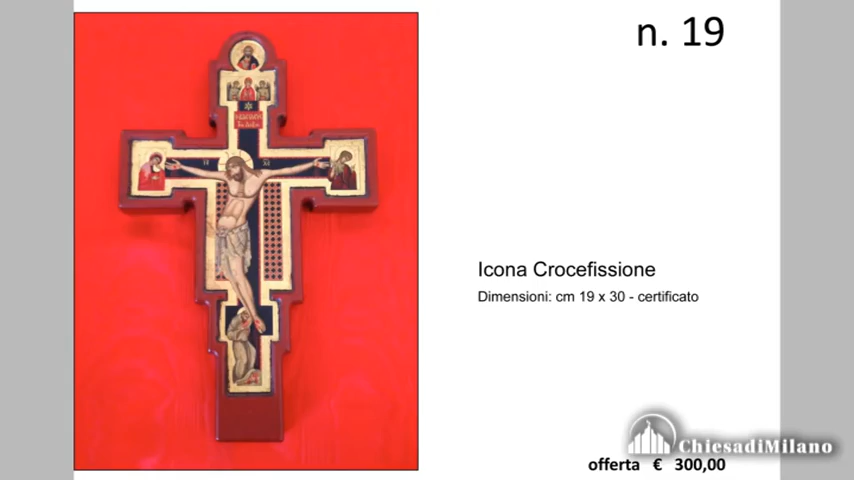 n. 19
Icona Crocefissione
Dimensioni: cm 19 x 30 - certificato
ChiesadiMilano
offerta € 300,00